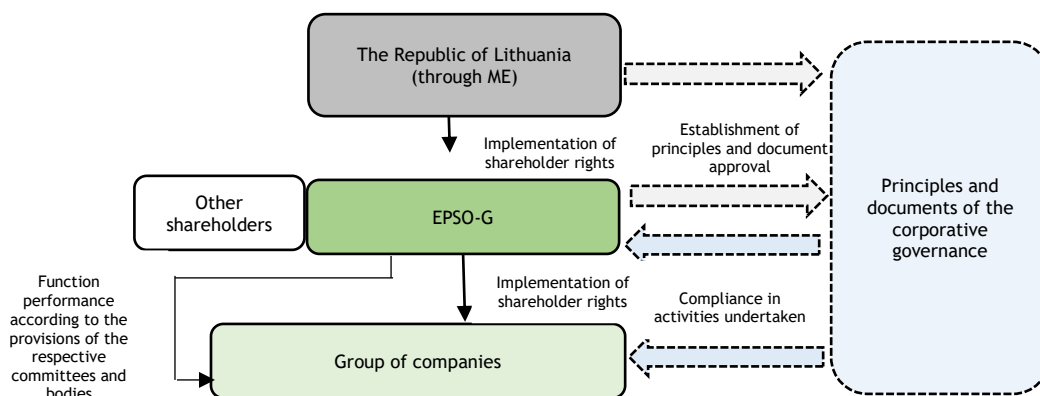 The Republic of Lithuania
(through ME)
Implementation of
shareholder rights
Establishment of
principles and document
approval
Other
shareholders
EPSO-G
Principles and
documents of the
corporative
governance
Function
performance
according to the
provisions of the
respective
committees and
bodies
Implementation of
shareholder rights
Compliance in
activities undertaken
Group of companies